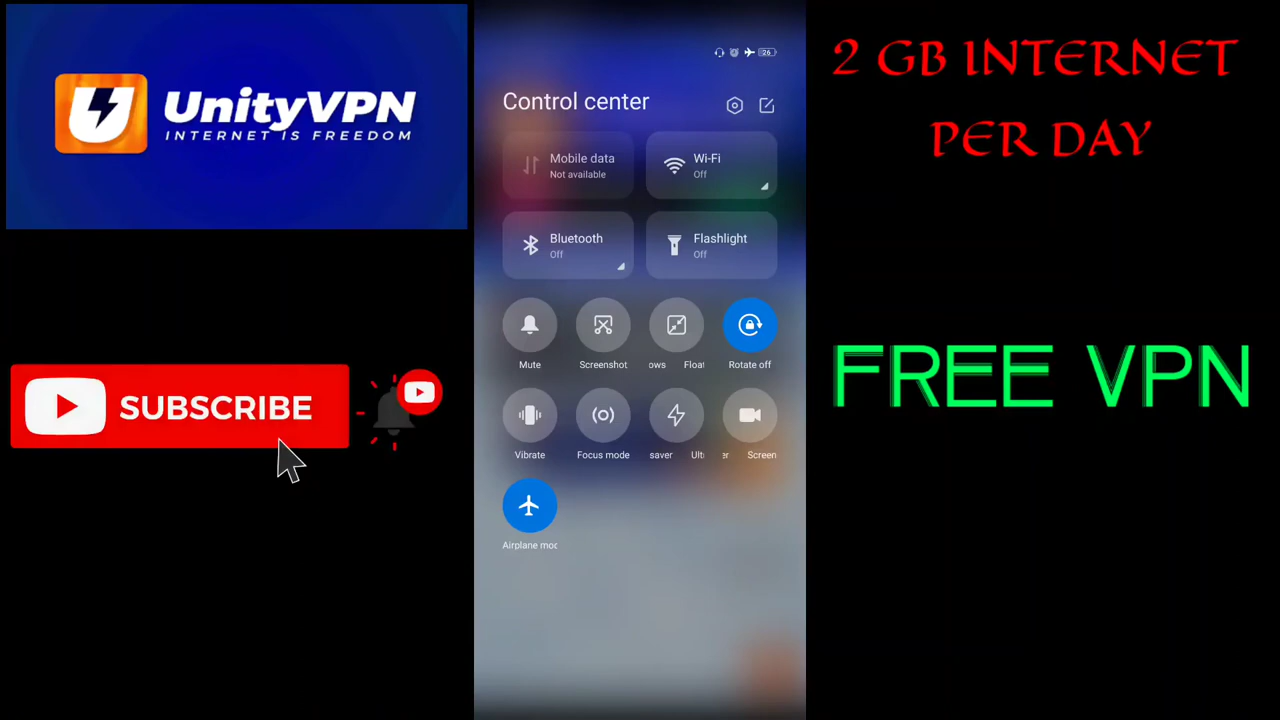 UnityVPN
INTERNET IS FREEDOM
SUBSCRIBE
26
Control center
Mobile data
Not available
Wi-Fi
Off
Bluetooth
Off
Flashlight
Off
Mute
Screenshot
ows Float
Rotate off
Vibrate
Focus mode
saver Ult
er Screen
Airplane mod
2 GB INTERNET
PER DAY
FREE VPN